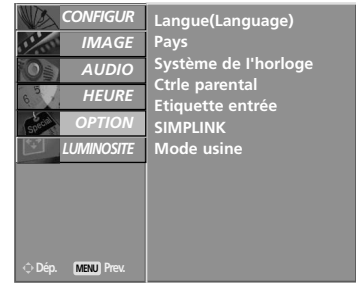 CONFIGUR
IMAGE
AUDIO
HEURE
Special
OPTION
LUMINOSITE
Dép. MENU Prev.
Langue(Language)
Pays
Système de l'horloge
Ctrle parental
Etiquette entrée
SIMPLINK
Mode usine